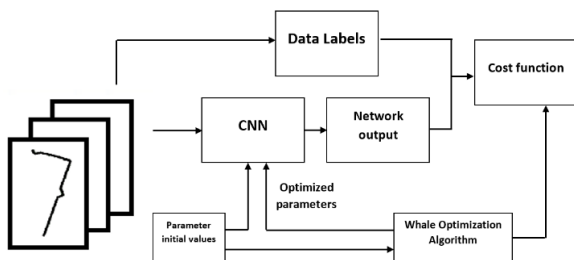 Data Labels
Cost function
CNN
Network
output
Optimized
parameters
Parameter
initial values
Whale Optimization
Algorithm